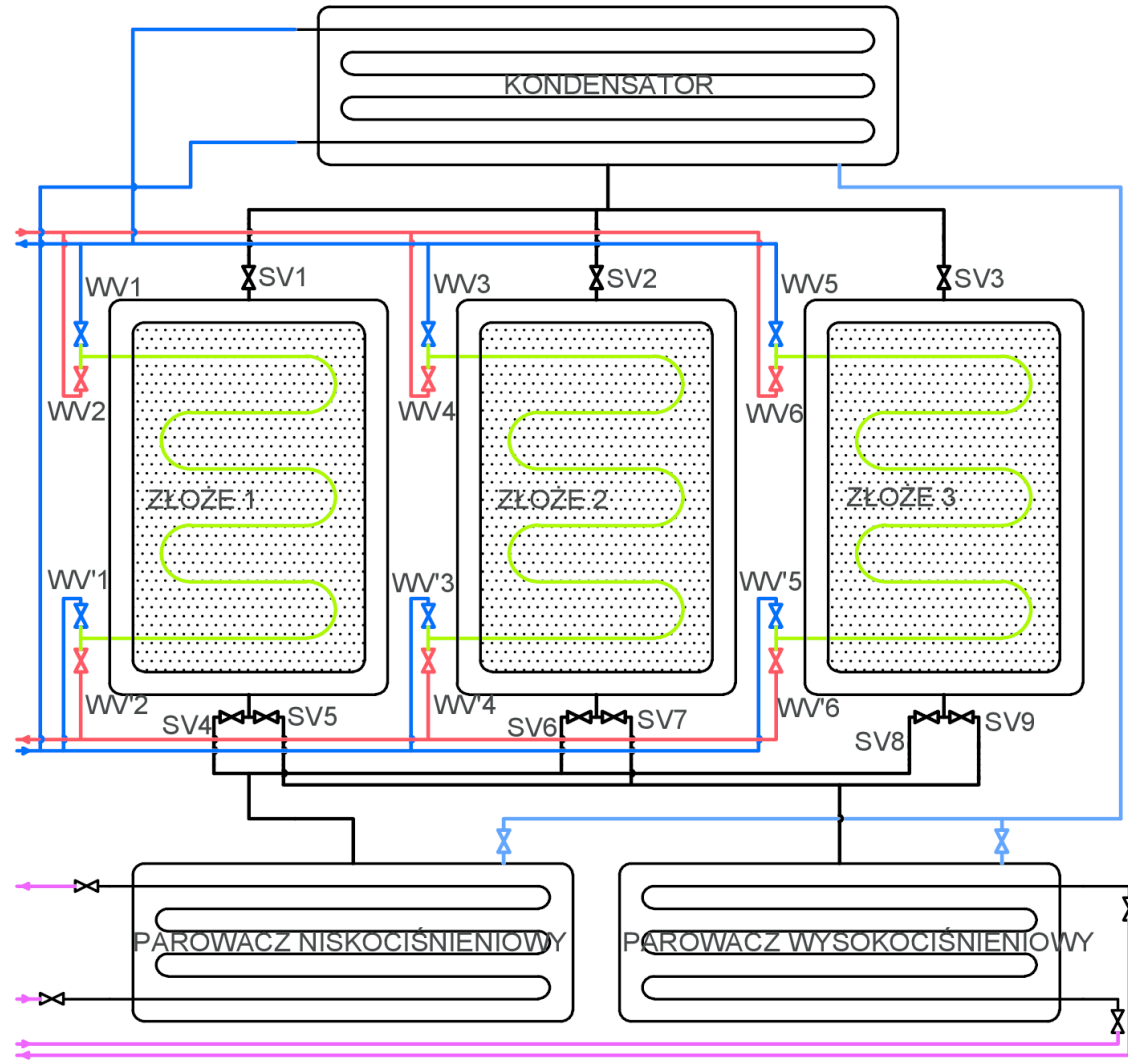 KONDENSATOR
SV1
SV2
SV3
WV1
WV3
WV5
WV2
WV4
WV6
ZŁOŻE 1
ZŁOŻE 2
ZŁOŻE 3
WV'1
WV'3
WV'5
WV'2
WV'4
WV'6
SV4
SV5
SV6
SV7
SV8
SV9
PAROWACZ NISKOCIŚNIENIOWY
PAROWACZ WYSOKOCIŚNIENIOWY